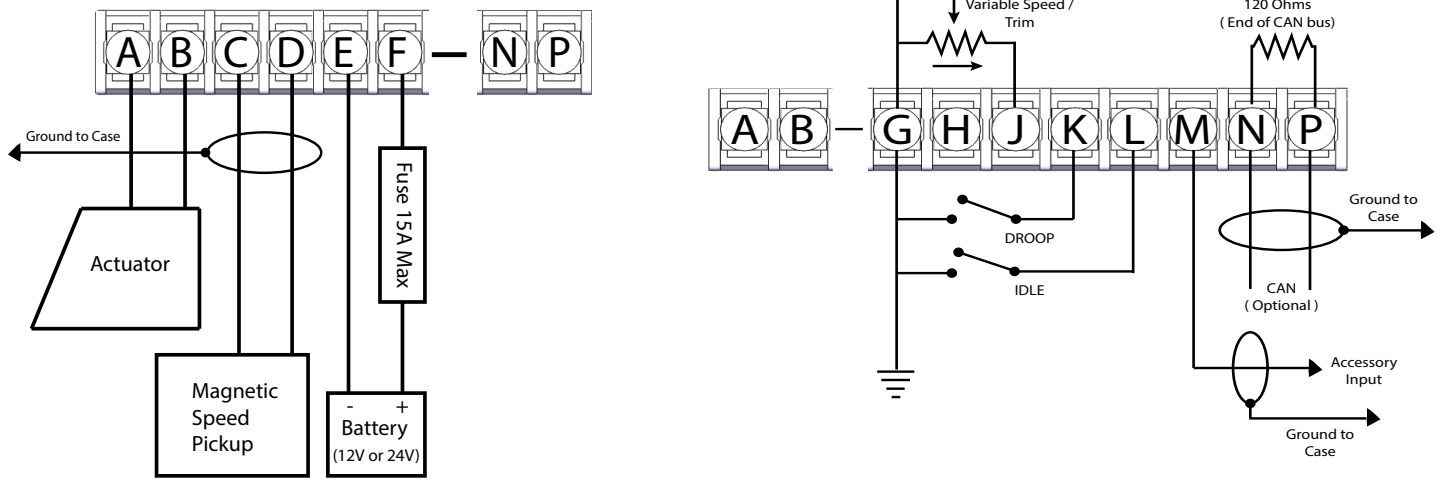 A B C D E F — N P
Ground to Case
Actuator
Fuse 15A Max
Magnetic
Speed
Pickup
- +
Battery
(12V or 24V)
Variable Speed /
Trim
120 Ohms
( End of CAN bus)
A B — G H J K L M N P
DROOP
IDLE
Ground to
Case
CAN
( Optional )
Accessory
Input
Ground to
Case